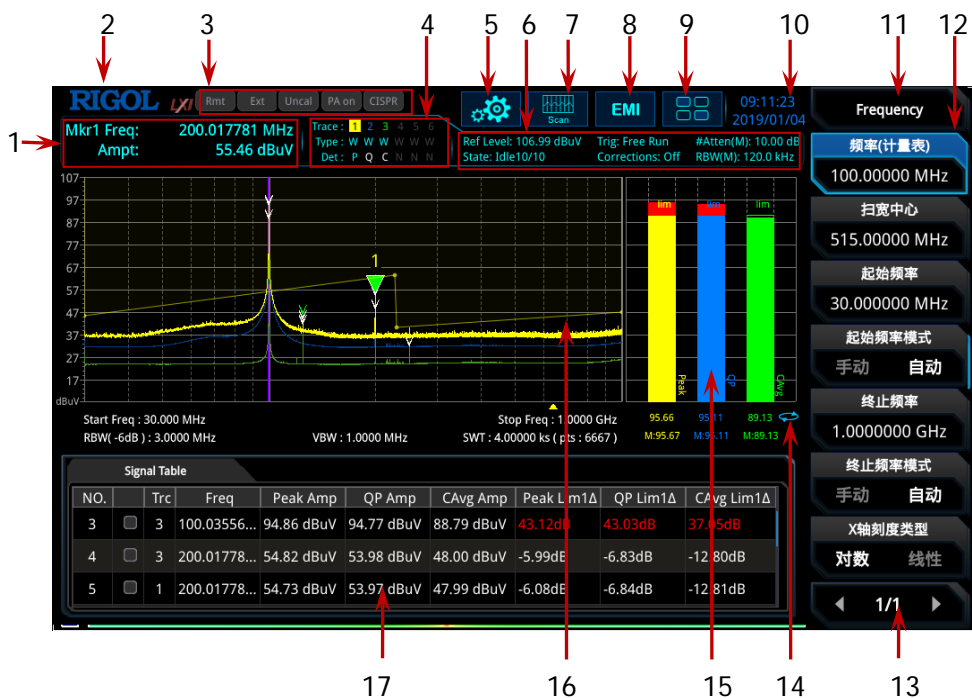 2 3 4 6 5 7 8 9 10 11 12
RIGOL LXI Rmt Ext Uncal PA on CISPR
Scan
EMI
09:11:23
2019/01/04
Frequency
1
Mkr1 Freq: 200.017781 MHz
Ampt: 55.46 dBuV
Trace : 1 2 3 4 5 6
Type : W W W W W W
Det : P Q C N N N
Ref Level: 106.99 dBuV Trig: Free Run #Atten(M): 10.00 dB
State: Idle10/10 Corrections: Off RBW(M): 120.0 kHz
107
97
87
77
67
57
47
37
27
17
dBuV
1
lim lim lim
Peak QP CAvg
95.66 95.11 89.13
M:95.67 M:95.11 M:89.13
Start Freq : 30.000 MHz Stop Freq : 1.0000 GHz
RBW( -6dB ) : 3.0000 MHz VBW : 1.0000 MHz SWT : 4.00000 ks ( pts : 6667 )
Signal Table
NO. Trc Freq Peak Amp QP Amp CAvg Amp Peak Lim1Δ QP Lim1Δ CAvg Lim1Δ
3 3 100.03556... 94.86 dBuV 94.77 dBuV 88.79 dBuV 43.12dB 43.03dB 37.05dB
4 3 200.01778... 54.82 dBuV 53.98 dBuV 48.00 dBuV -5.99dB -6.83dB -12.80dB
5 1 200.01778... 54.73 dBuV 53.97 dBuV 47.99 dBuV -6.08dB -6.84dB -12.81dB
频率(计量表)
100.00000 MHz
扫宽中心
515.00000 MHz
起始频率
30.000000 MHz
起始频率模式
手动 自动
终止频率
1.0000000 GHz
终止频率模式
手动 自动
X轴刻度类型
对数 线性
1/1
17 16 15 14 13